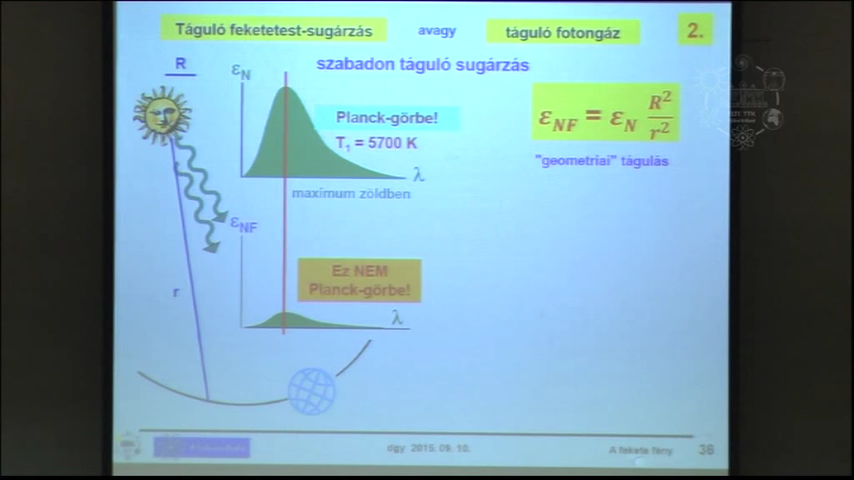 Táguló feketetest-sugárzás avagy táguló fotongáz 2.
R
szabadon táguló sugárzás
εN
Planck-görbe!
T1 = 5700 K
λ
maximum zöldben
εNF = εN R²/r²
"geometriai" tágulás
εNF
Ez NEM
Planck-görbe!
λ
r
dgy 2015. 09. 10.
A fekete fény 36